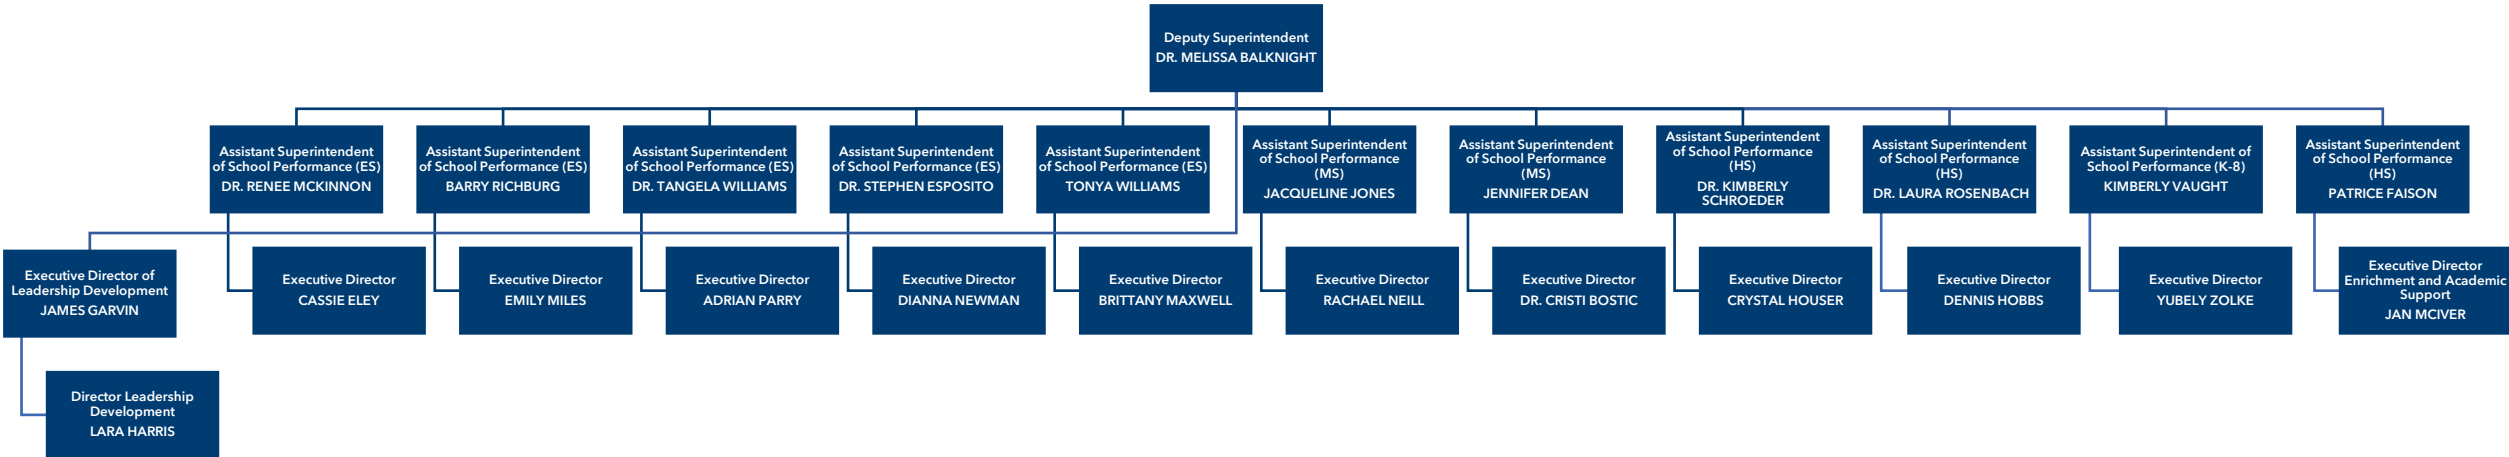 Deputy Superintendent
DR. MELISSA BALKNIGHT
Assistant Superintendent
of School Performance (ES)
DR. RENEE MCKINNON
Assistant Superintendent
of School Performance (ES)
BARRY RICHBURG
Assistant Superintendent
of School Performance (ES)
DR. TANGELA WILLIAMS
Assistant Superintendent
of School Performance (ES)
DR. STEPHEN ESPOSITO
Assistant Superintendent
of School Performance (ES)
TONYA WILLIAMS
Assistant Superintendent
of School Performance
(MS)
JACQUELINE JONES
Assistant Superintendent
of School Performance
(MS)
JENNIFER DEAN
Assistant Superintendent
of School Performance
(HS)
DR. KIMBERLY
SCHROEDER
Assistant Superintendent
of School Performance
(HS)
DR. LAURA ROSENBACH
Assistant Superintendent of
School Performance (K-8)
KIMBERLY VAUGHT
Assistant Superintendent
of School Performance
(HS)
PATRICE FAISON
Executive Director of
Leadership Development
JAMES GARVIN
Executive Director
CASSIE ELEY
Executive Director
EMILY MILES
Executive Director
ADRIAN PARRY
Executive Director
DIANNA NEWMAN
Executive Director
BRITTANY MAXWELL
Executive Director
RACHAEL NEILL
Executive Director
DR. CRISTI BOSTIC
Executive Director
CRYSTAL HOUSER
Executive Director
DENNIS HOBBS
Executive Director
YUBELY ZOLKE
Executive Director
Enrichment and Academic
Support
JAN MCIVER
Director Leadership
Development
LARA HARRIS